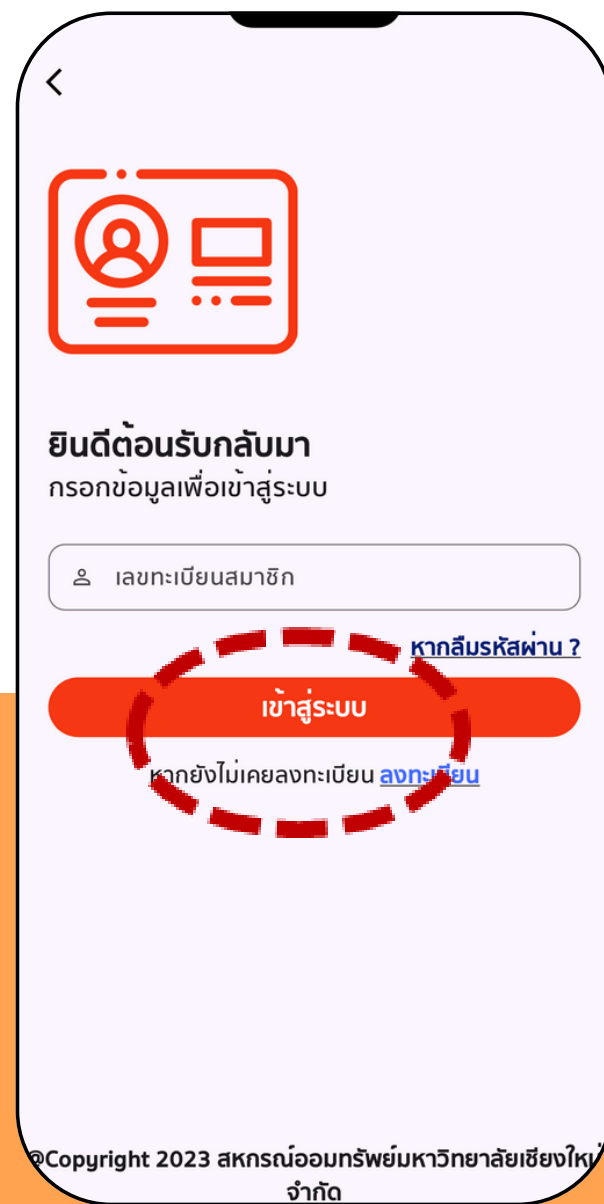 ยินดีต้อนรับกลับมา
กรอกข้อมูลเพื่อเข้าสู่ระบบ
เลขทะเบียนสมาชิก
หากลืมรหัสผ่าน ?
เข้าสู่ระบบ
หากยังไม่เคยลงทะเบียน ลงทะเบียน
@Copyright 2023 สหกรณ์ออมทรัพย์มหาวิทยาลัยเชียงใหม่
จำกัด